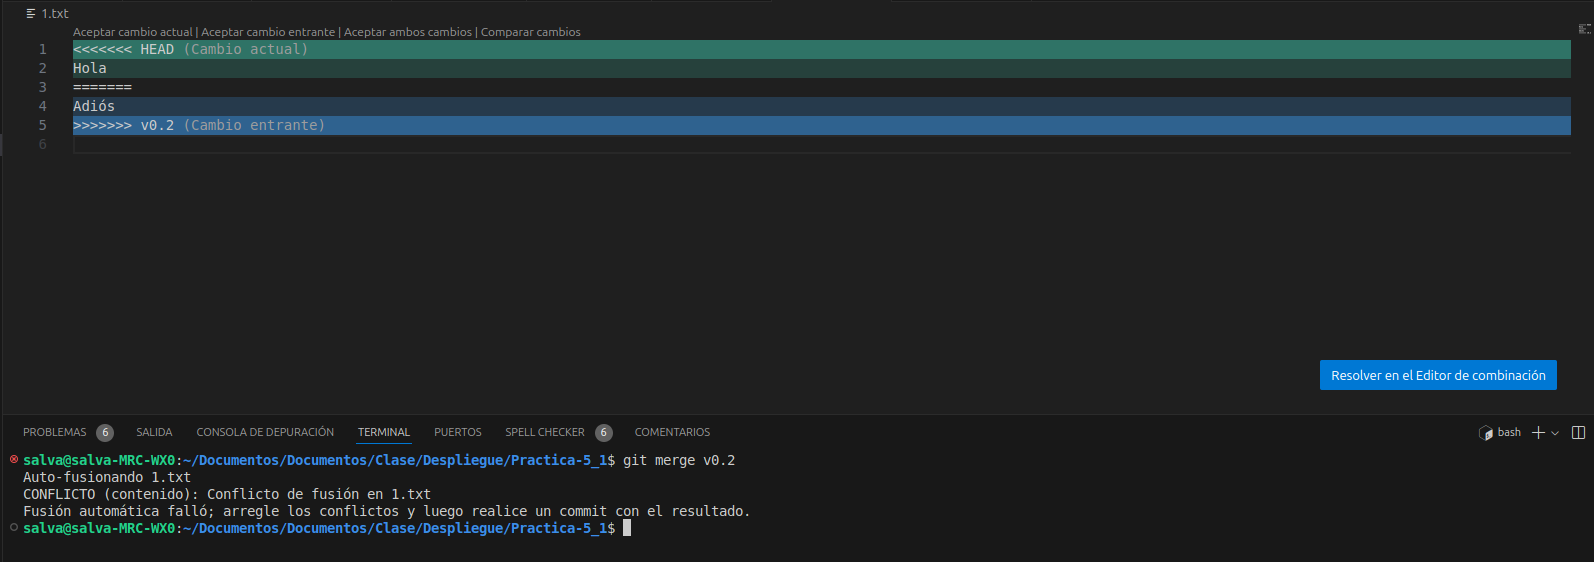 1.txt
Aceptar cambio actual | Aceptar cambio entrante | Aceptar ambos cambios | Comparar cambios
1 <<<<<<< HEAD (Cambio actual)
2 Hola
3 =======
4 Adiós
5 >>>>>>> v0.2 (Cambio entrante)
6
Resolver en el Editor de combinación
PROBLEMAS 6 SALIDA CONSOLA DE DEPURACIÓN TERMINAL PUERTOS SPELL CHECKER 6 COMENTARIOS bash
salva@salva-MRC-WX0:~/Documentos/Documentos/Clase/Despliegue/Practica-5_1$ git merge v0.2
Auto-fusionando 1.txt
CONFLICTO (contenido): Conflicto de fusión en 1.txt
Fusión automática falló; arregle los conflictos y luego realice un commit con el resultado.
salva@salva-MRC-WX0:~/Documentos/Documentos/Clase/Despliegue/Practica-5_1$